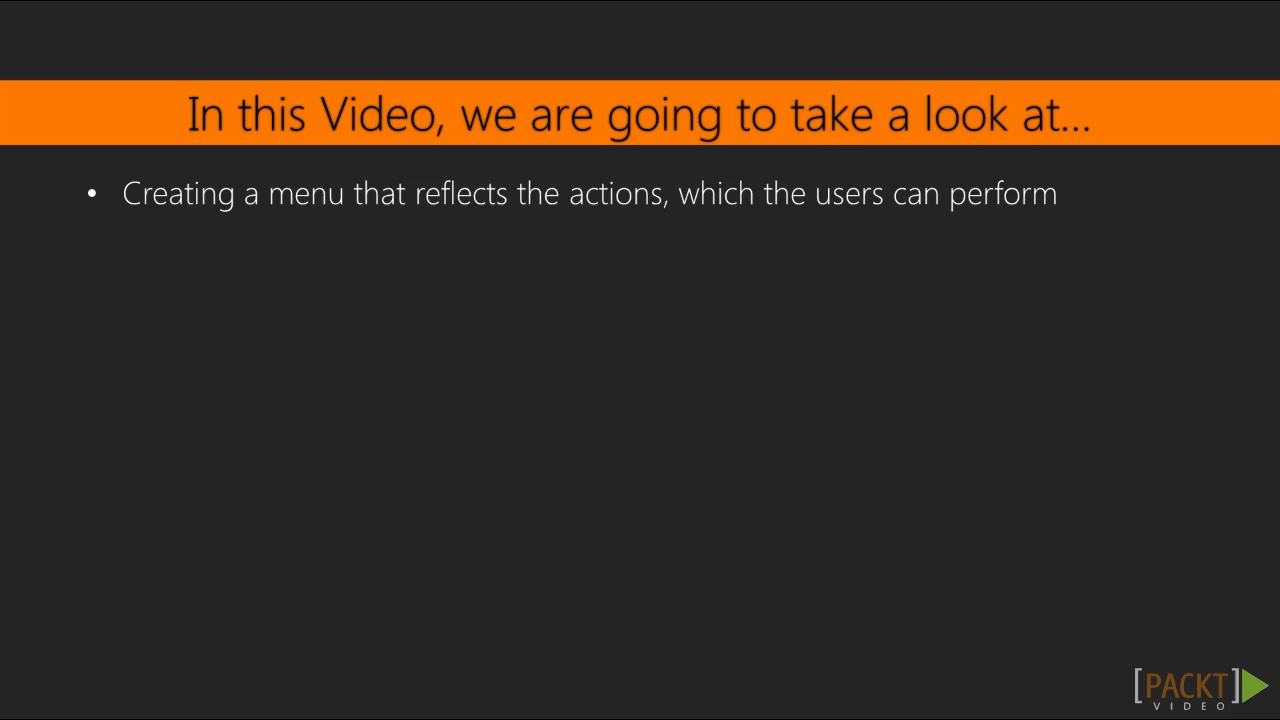 In this Video, we are going to take a look at...
• Creating a menu that reflects the actions, which the users can perform
[PACKT]
VIDEO